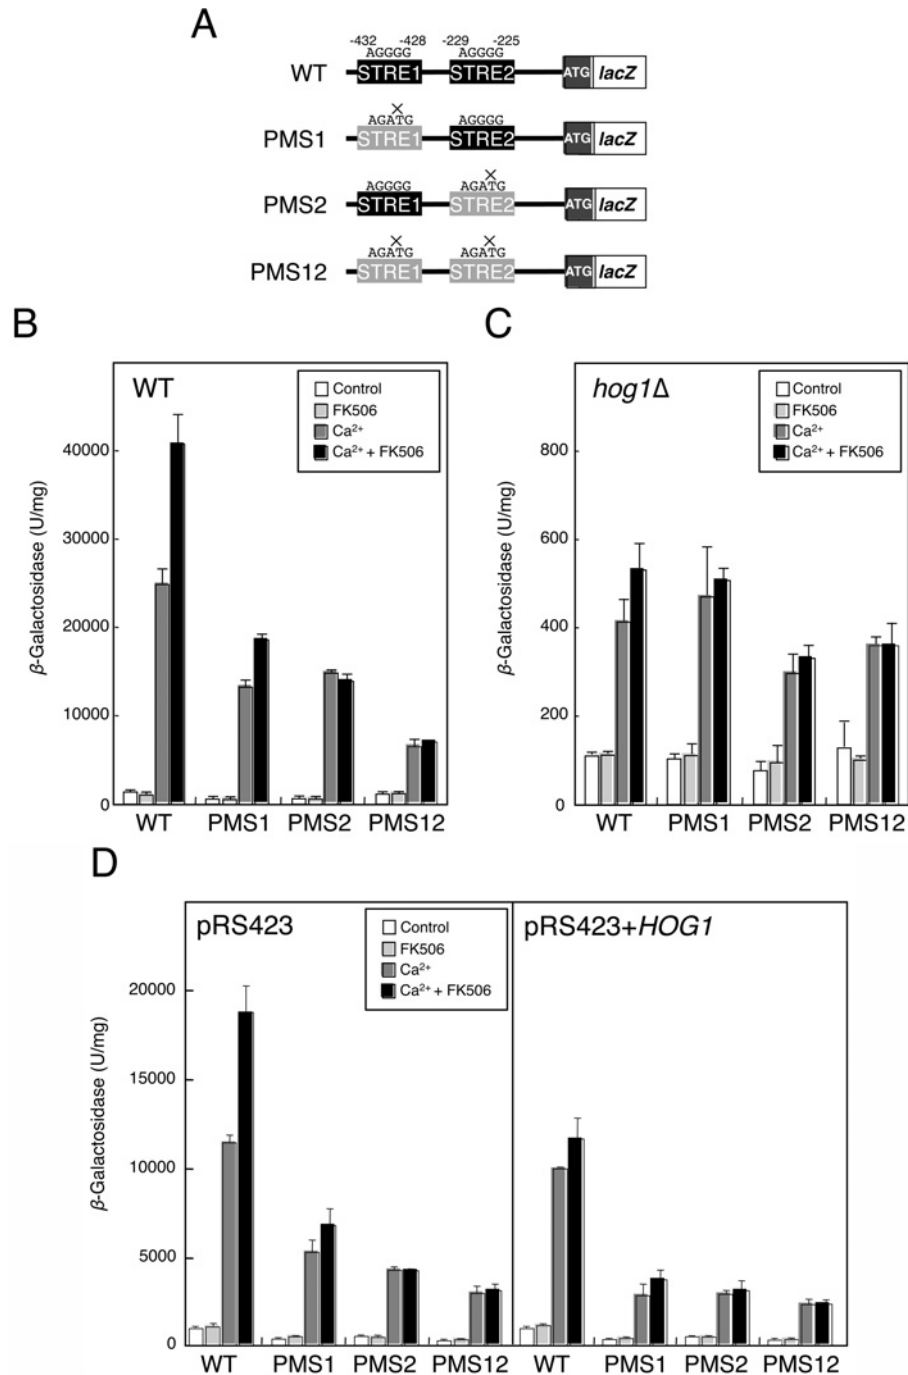 A
-432 -428 -229 -225
AGGGG AGGGG
WT STRE1 STRE2 ATG lacZ
×
AGATG AGGGG
PMS1 STRE1 STRE2 ATG lacZ
×
AGGGG AGATG
PMS2 STRE1 STRE2 ATG lacZ
× ×
AGATG AGATG
PMS12 STRE1 STRE2 ATG lacZ
B
WT
Control
FK506
Ca²⁺
Ca²⁺ + FK506
β-Galactosidase (U/mg)
40000
30000
20000
10000
0
WT PMS1 PMS2 PMS12
C
hog1Δ
Control
FK506
Ca²⁺
Ca²⁺ + FK506
β-Galactosidase (U/mg)
800
600
400
200
0
WT PMS1 PMS2 PMS12
D
pRS423
Control
FK506
Ca²⁺
Ca²⁺ + FK506
pRS423+HOG1
β-Galactosidase (U/mg)
20000
15000
10000
5000
0
WT PMS1 PMS2 PMS12 WT PMS1 PMS2 PMS12